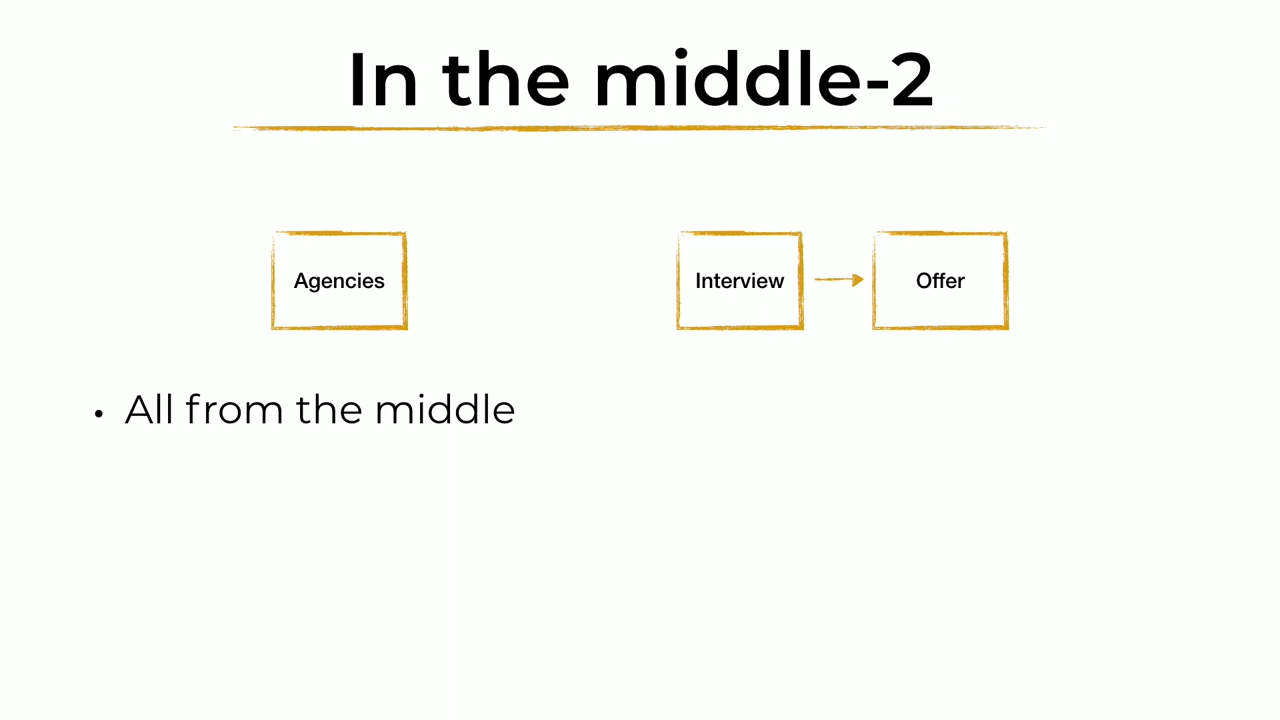 In the middle-2
Agencies
Interview
Offer
• All from the middle